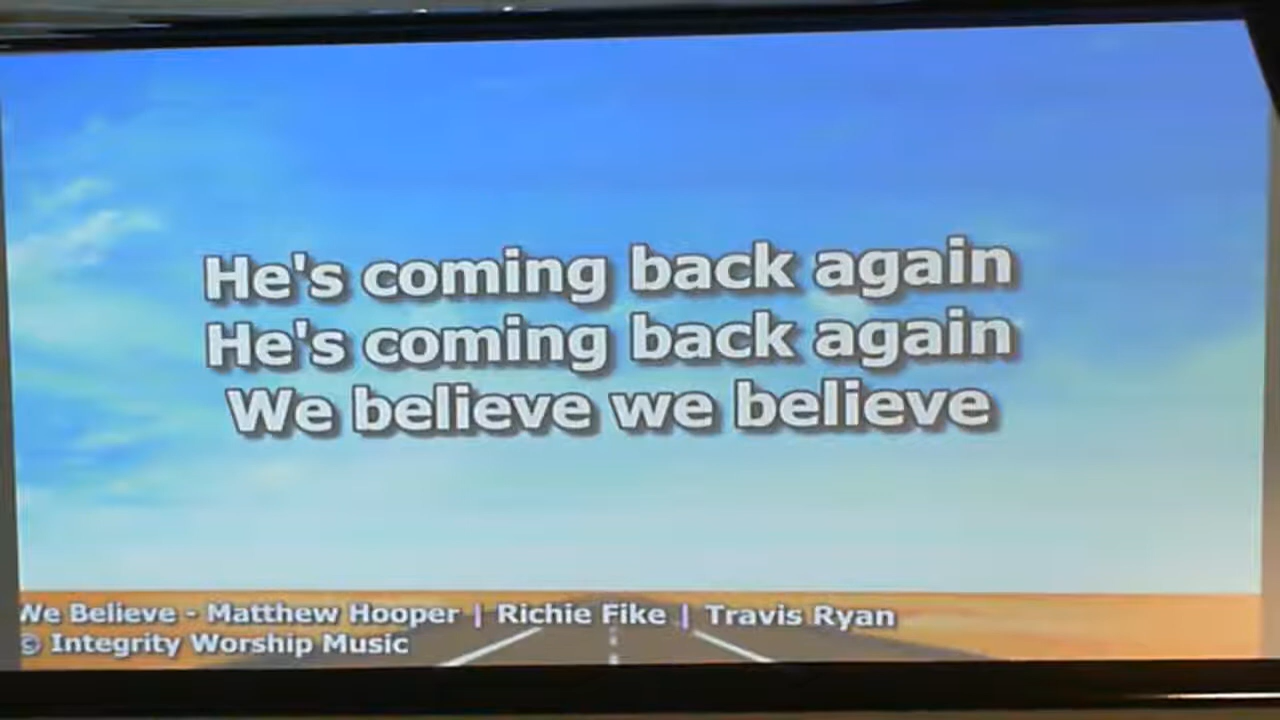 He's coming back again
He's coming back again
We believe we believe
We Believe - Matthew Hooper | Richie Fike | Travis Ryan
© Integrity Worship Music